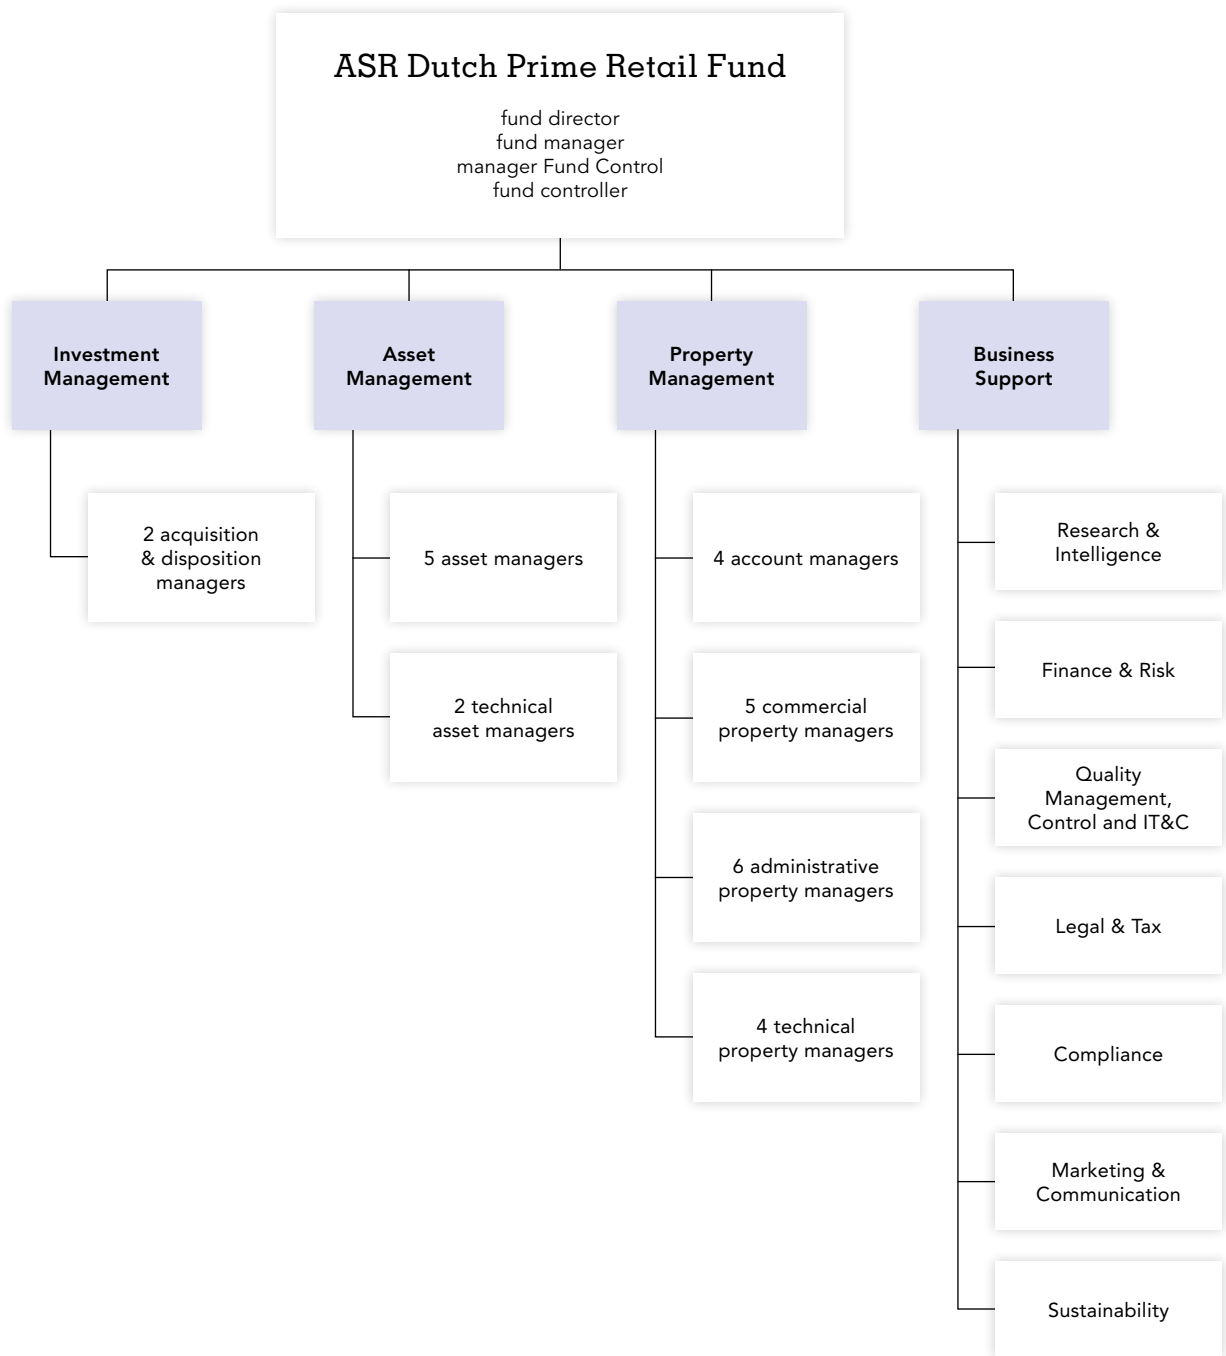 ASR Dutch Prime Retail Fund
fund director
fund manager
manager Fund Control
fund controller
Investment
Management
Asset
Management
Property
Management
Business
Support
2 acquisition
& disposition
managers
5 asset managers
2 technical
asset managers
4 account managers
5 commercial
property managers
6 administrative
property managers
4 technical
property managers
Research &
Intelligence
Finance & Risk
Quality
Management,
Control and IT&C
Legal & Tax
Compliance
Marketing &
Communication
Sustainability